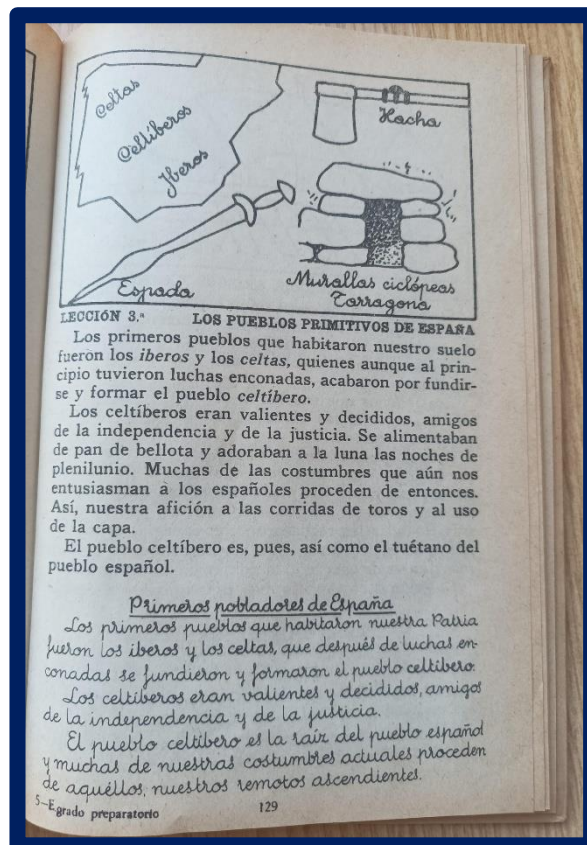 Celtas
Celtíberos
Iberos
Hacha
Espada
Murallas ciclópeas
Tarragona
LECCIÓN 3.ª LOS PUEBLOS PRIMITIVOS DE ESPAÑA
Los primeros pueblos que habitaron nuestro suelo
fueron los iberos y los celtas, quienes aunque al prin-
cipio tuvieron luchas enconadas, acabaron por fundir-
se y formar el pueblo celtíbero.
Los celtíberos eran valientes y decididos, amigos
de la independencia y de la justicia. Se alimentaban
de pan de bellota y adoraban a la luna las noches de
plenilunio. Muchas de las costumbres que aún nos
entusiasman a los españoles proceden de entonces.
Así, nuestra afición a las corridas de toros y al uso
de la capa.
El pueblo celtíbero es, pues, así como el tuétano del
pueblo español.
Primeros pobladores de España
Los primeros pueblos que habitaron nuestra Patria
fueron los iberos y los celtas, que después de luchas en-
conadas se fundieron y formaron el pueblo celtíbero.
Los celtíberos eran valientes y decididos, amigos
de la independencia y de la justicia.
El pueblo celtíbero es la raíz del pueblo español
y muchas de nuestras costumbres actuales proceden
de aquéllos, nuestros remotos ascendientes.
5-E. grado preparatorio
129